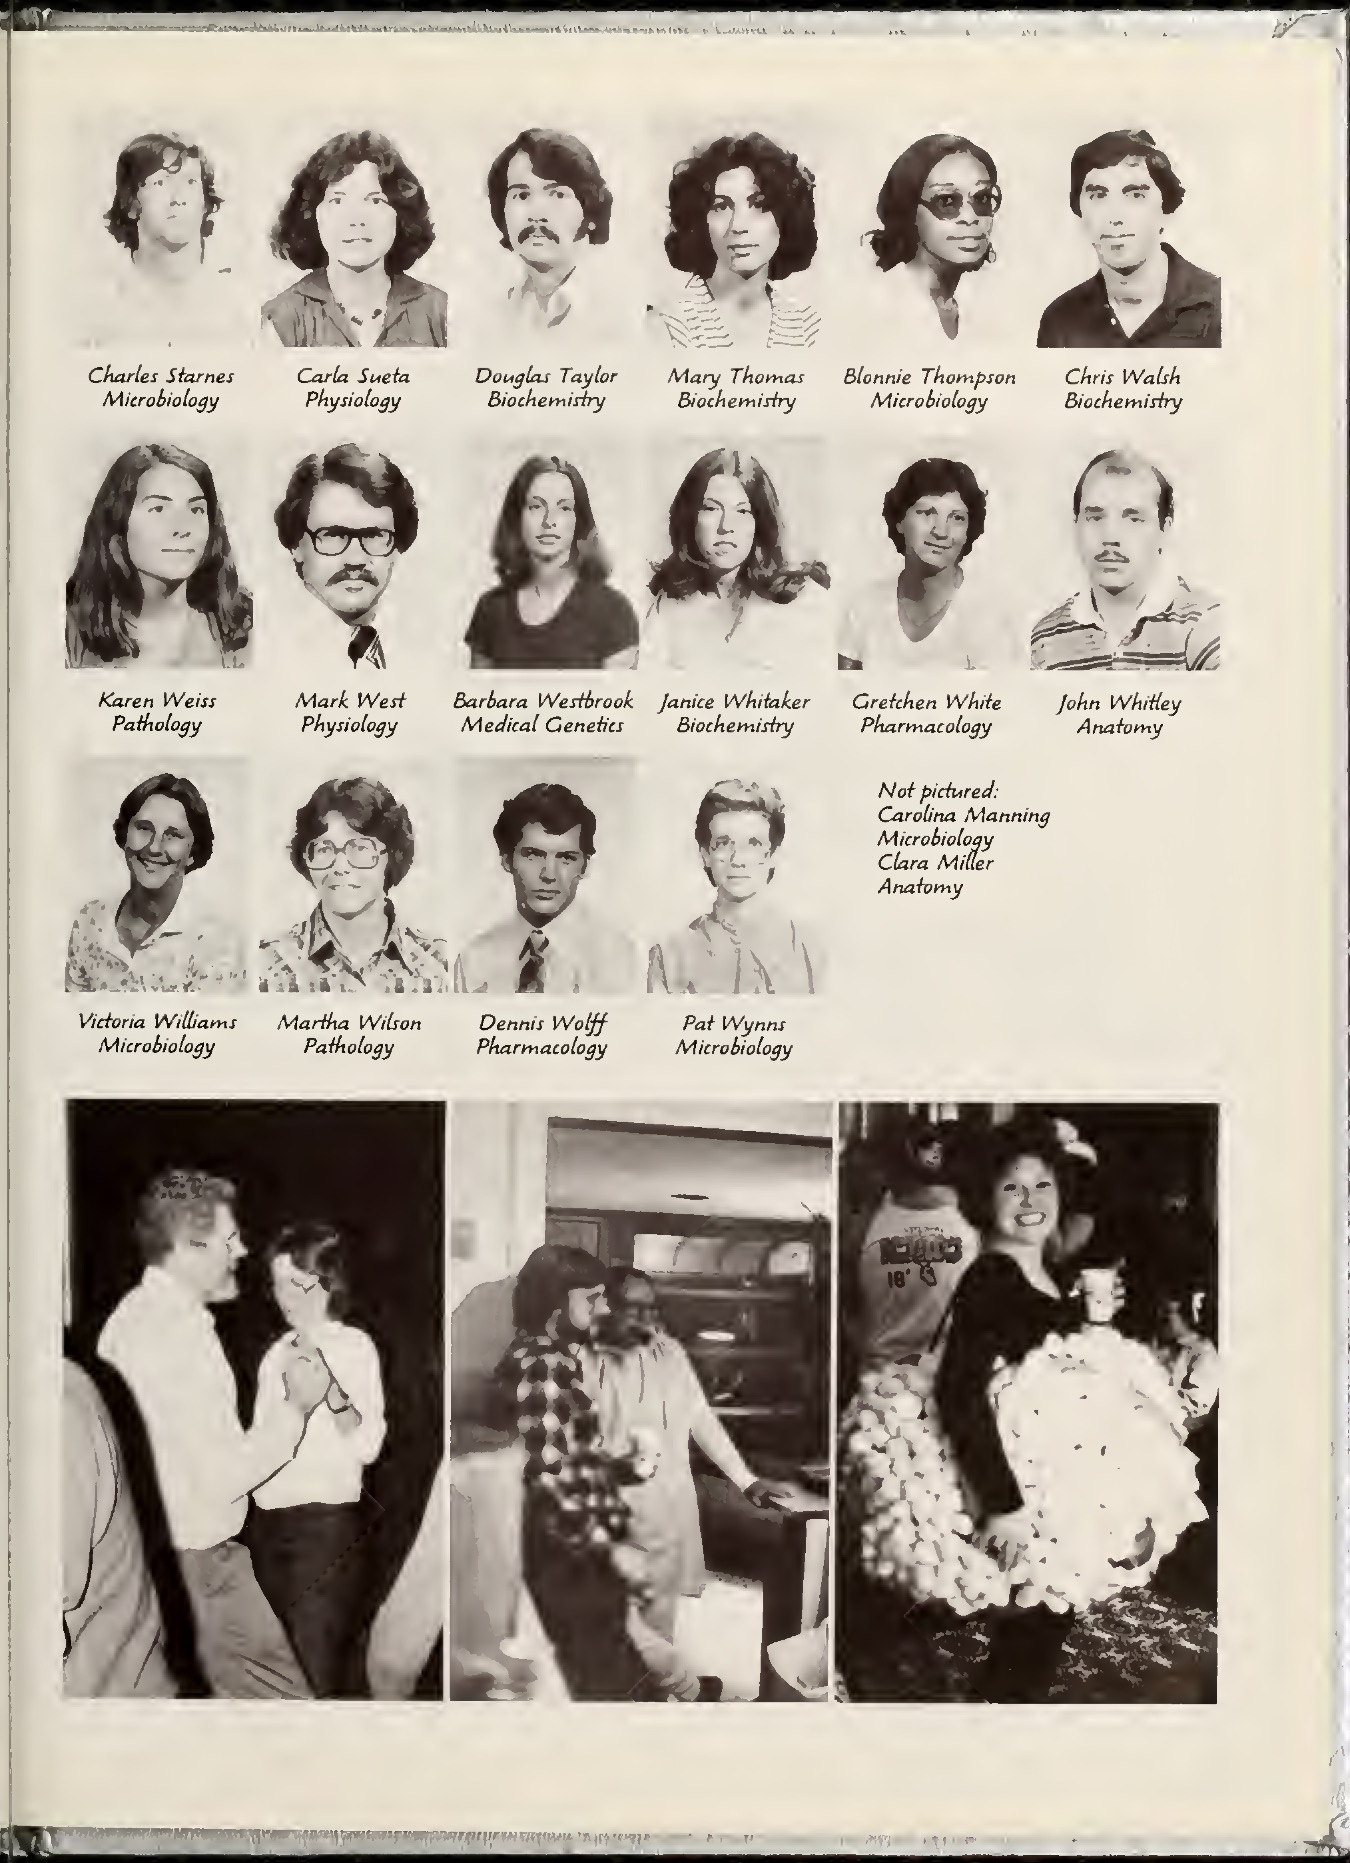 Charles Starnes
Microbiology
Carla Sueta
Physiology
Douglas Taylor
Biochemistry
Mary Thomas
Biochemistry
Blonnie Thompson
Microbiology
Chris Walsh
Biochemistry
Karen Weiss
Pathology
Mark West
Physiology
Barbara Westbrook
Medical Genetics
Janice Whitaker
Biochemistry
Gretchen White
Pharmacology
John Whitley
Anatomy
Not pictured:
Carolina Manning
Microbiology
Clara Miller
Anatomy
Victoria Williams
Microbiology
Martha Wilson
Pathology
Dennis Wolff
Pharmacology
Pat Wynns
Microbiology